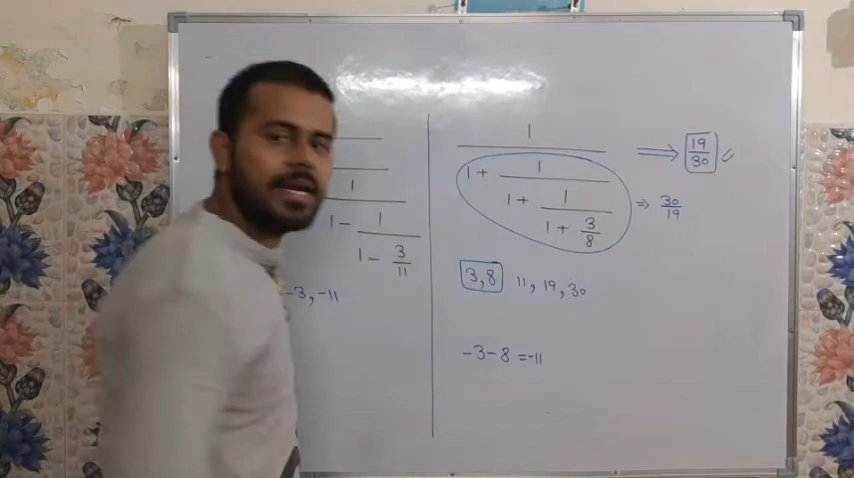 1
1 - 1
1 - 3/11
-3, -11
1
1 + 1
1 + 1
1 + 3/8
⇒ 19/30
⇒ 30/19
3,8 11, 19, 30
-3-8 =-11